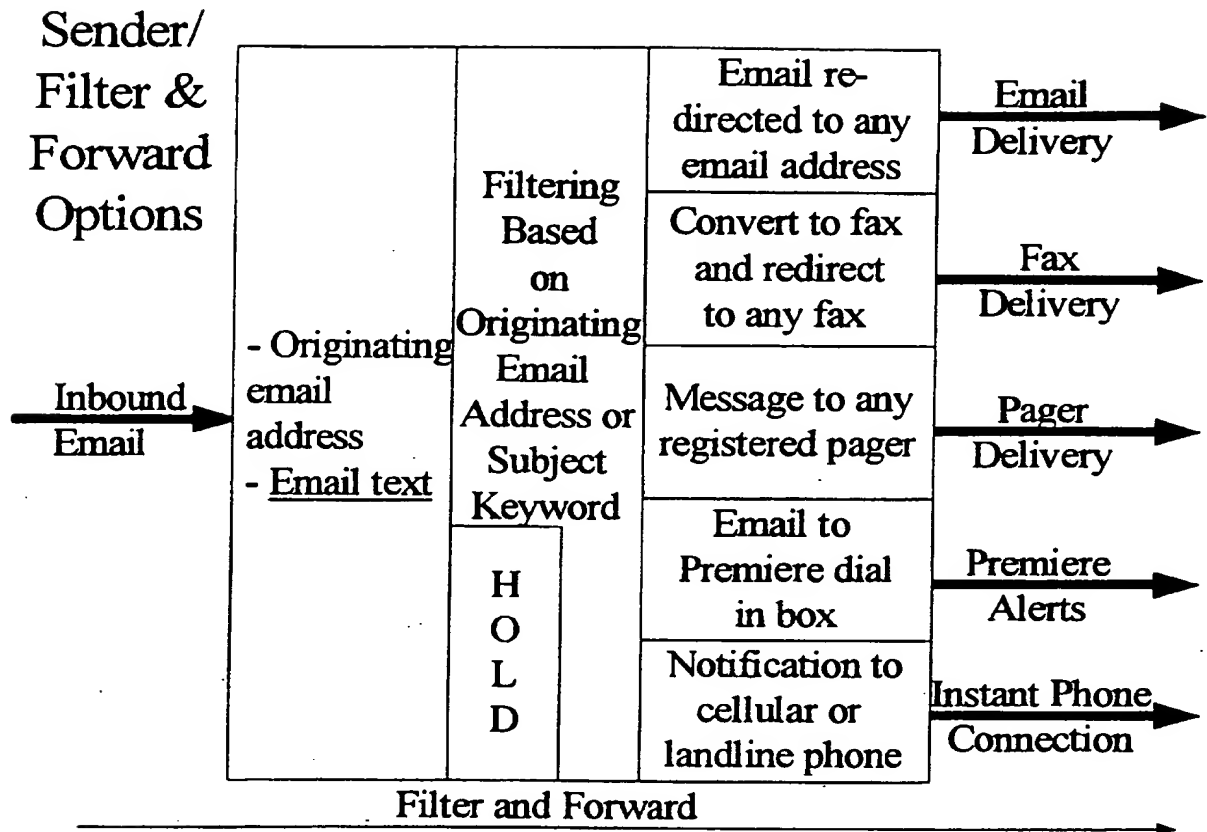 Sender/
Filter &
Forward
Options
Inbound
Email
- Originating
email
address
- Email text
Filtering
Based
on
Originating
Email
Address or
Subject
Keyword
H
O
L
D
Email re-
directed to any
email address
Convert to fax
and redirect
to any fax
Message to any
registered pager
Email to
Premiere dial
in box
Notification to
cellular or
landline phone
Email
Delivery
Fax
Delivery
Pager
Delivery
Premiere
Alerts
Instant Phone
Connection
Filter and Forward